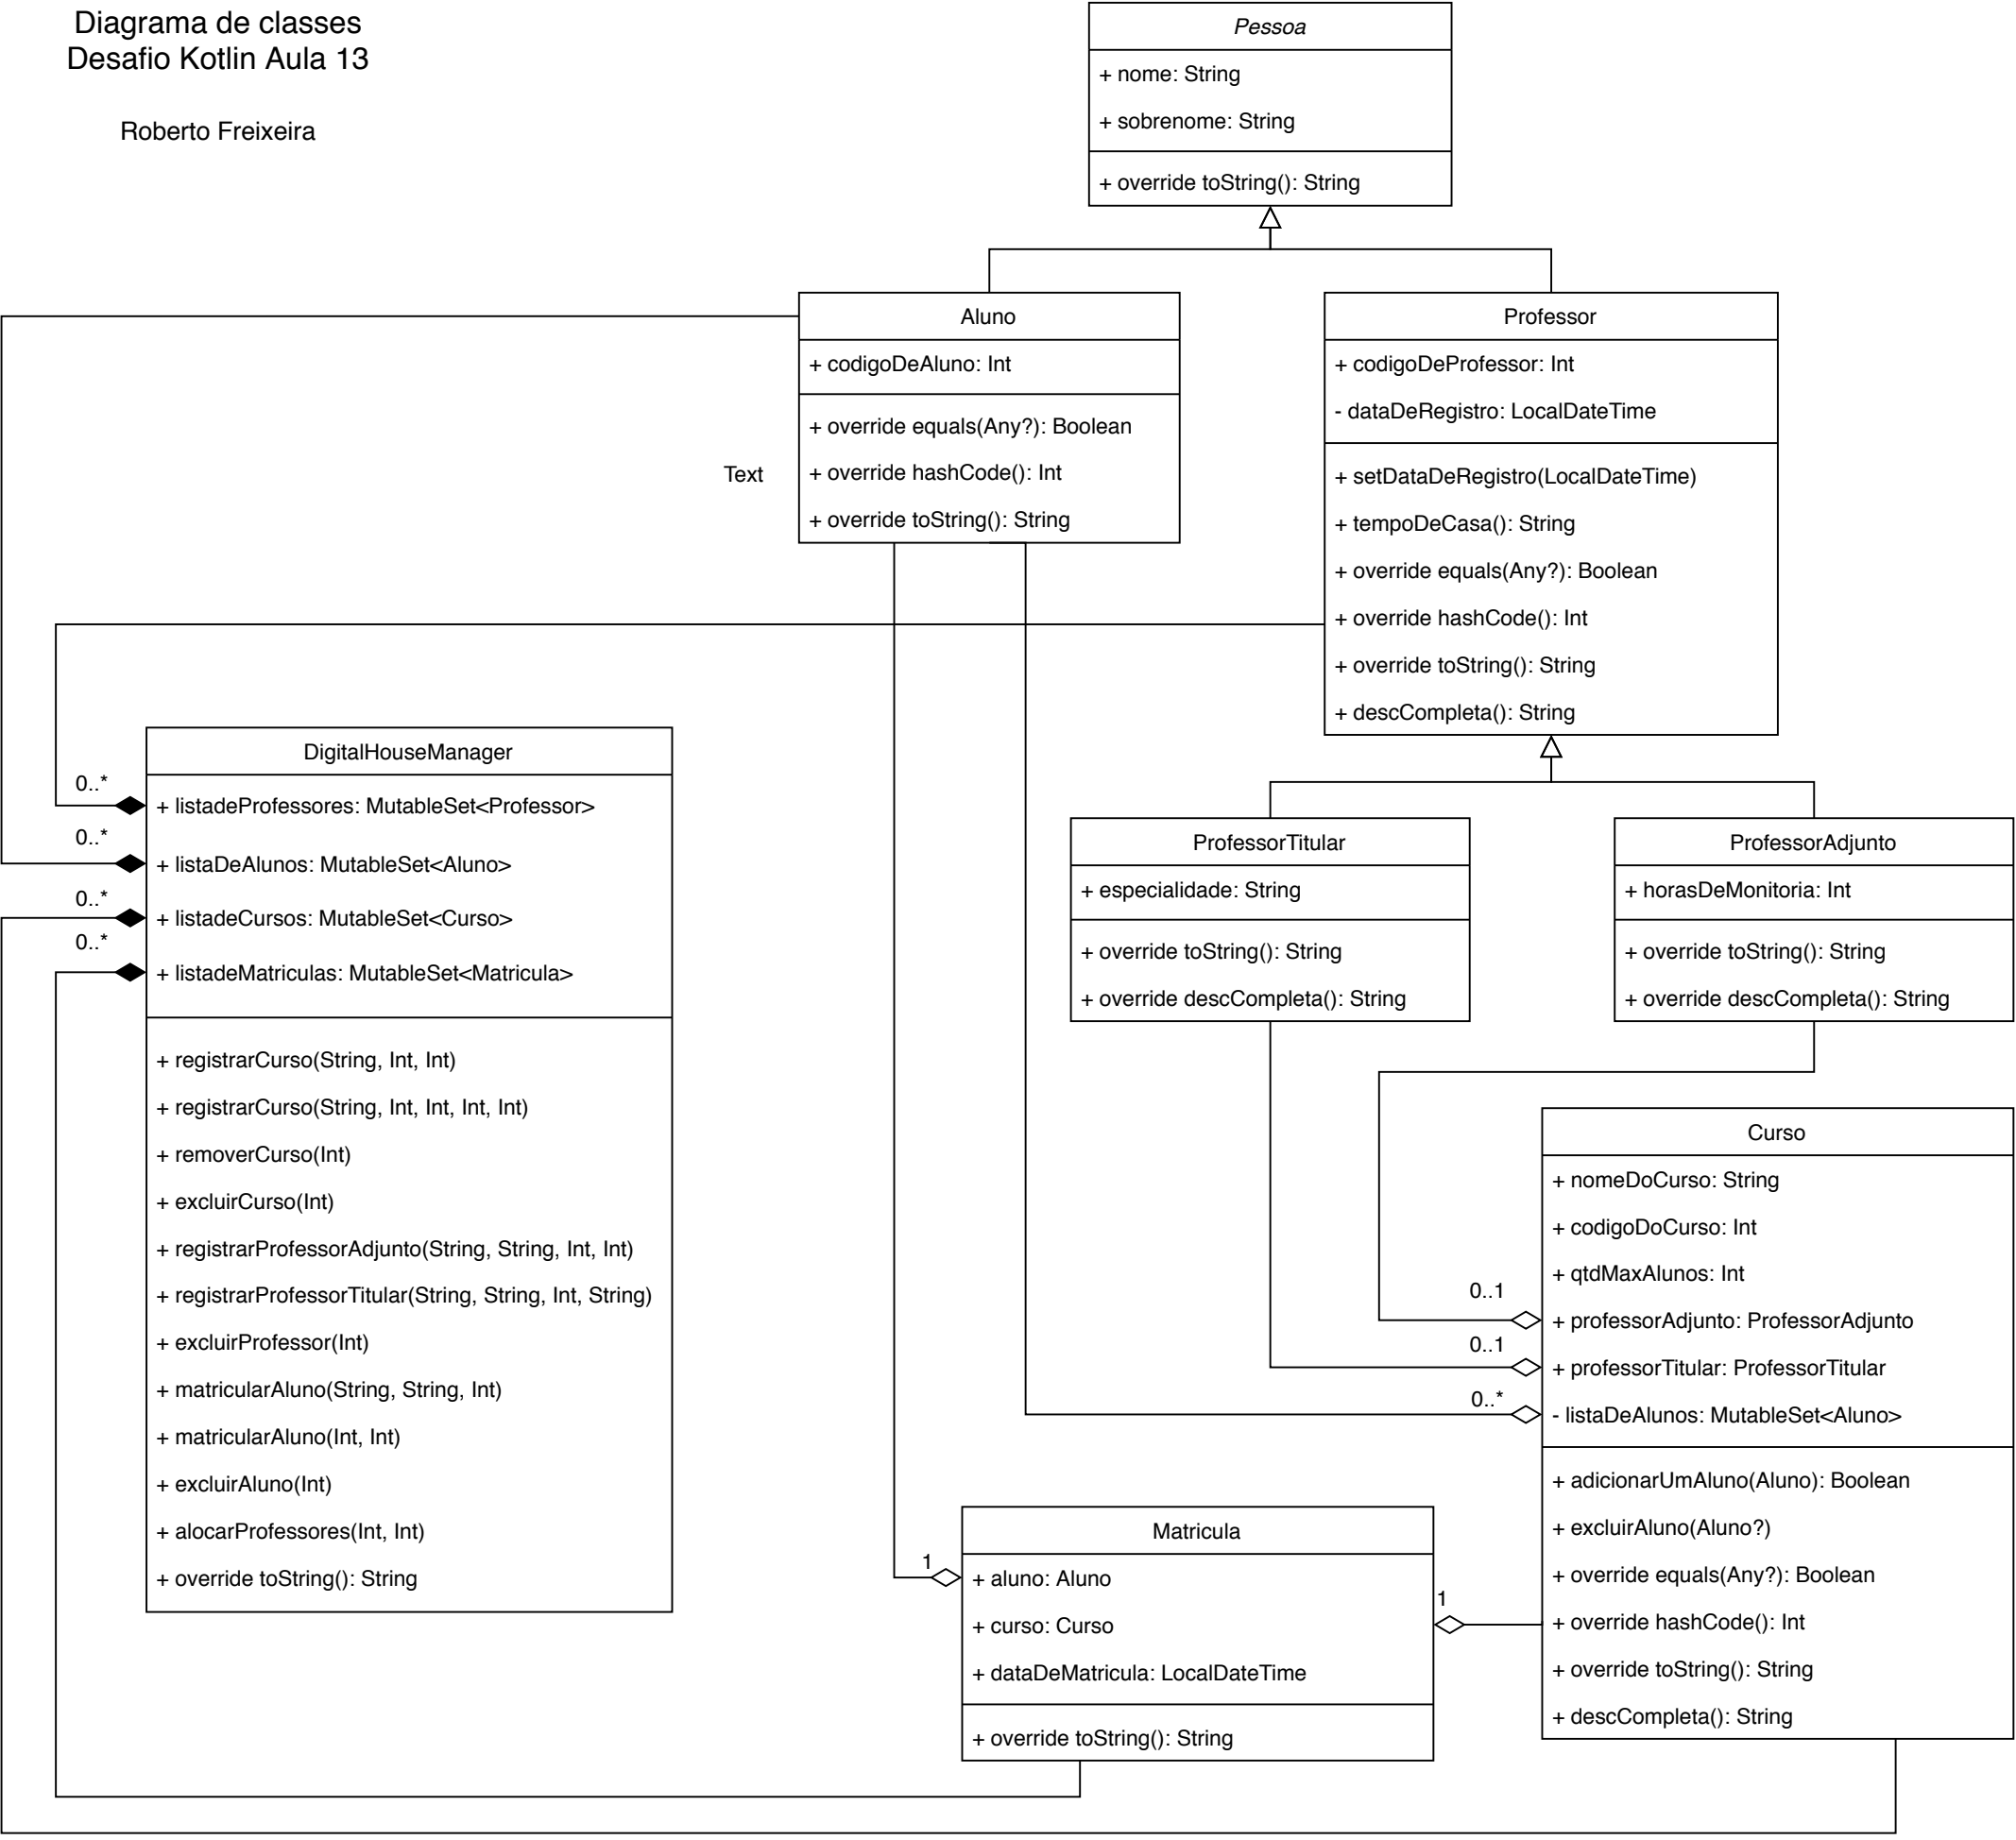 Diagrama de classes
Desafio Kotlin Aula 13
Roberto Freixeira
Pessoa
+ nome: String
+ sobrenome: String
+ override toString(): String
Aluno
+ codigoDeAluno: Int
+ override equals(Any?): Boolean
+ override hashCode(): Int
+ override toString(): String
Text
Professor
+ codigoDeProfessor: Int
- dataDeRegistro: LocalDateTime
+ setDataDeRegistro(LocalDateTime)
+ tempoDeCasa(): String
+ override equals(Any?): Boolean
+ override hashCode(): Int
+ override toString(): String
+ descCompleta(): String
DigitalHouseManager
0..*
+ listadeProfessores: MutableSet<Professor>
0..*
+ listaDeAlunos: MutableSet<Aluno>
0..*
+ listadeCursos: MutableSet<Curso>
0..*
+ listadeMatriculas: MutableSet<Matricula>
+ registrarCurso(String, Int, Int)
+ registrarCurso(String, Int, Int, Int, Int)
+ removerCurso(Int)
+ excluirCurso(Int)
+ registrarProfessorAdjunto(String, String, Int, Int)
+ registrarProfessorTitular(String, String, Int, String)
+ excluirProfessor(Int)
+ matricularAluno(String, String, Int)
+ matricularAluno(Int, Int)
+ excluirAluno(Int)
+ alocarProfessores(Int, Int)
+ override toString(): String
ProfessorTitular
+ especialidade: String
+ override toString(): String
+ override descCompleta(): String
ProfessorAdjunto
+ horasDeMonitoria: Int
+ override toString(): String
+ override descCompleta(): String
Curso
+ nomeDoCurso: String
+ codigoDoCurso: Int
+ qtdMaxAlunos: Int
0..1
+ professorAdjunto: ProfessorAdjunto
0..1
+ professorTitular: ProfessorTitular
0..*
- listaDeAlunos: MutableSet<Aluno>
+ adicionarUmAluno(Aluno): Boolean
+ excluirAluno(Aluno?)
+ override equals(Any?): Boolean
+ override hashCode(): Int
+ override toString(): String
+ descCompleta(): String
Matricula
1
+ aluno: Aluno
1
+ curso: Curso
+ dataDeMatricula: LocalDateTime
+ override toString(): String